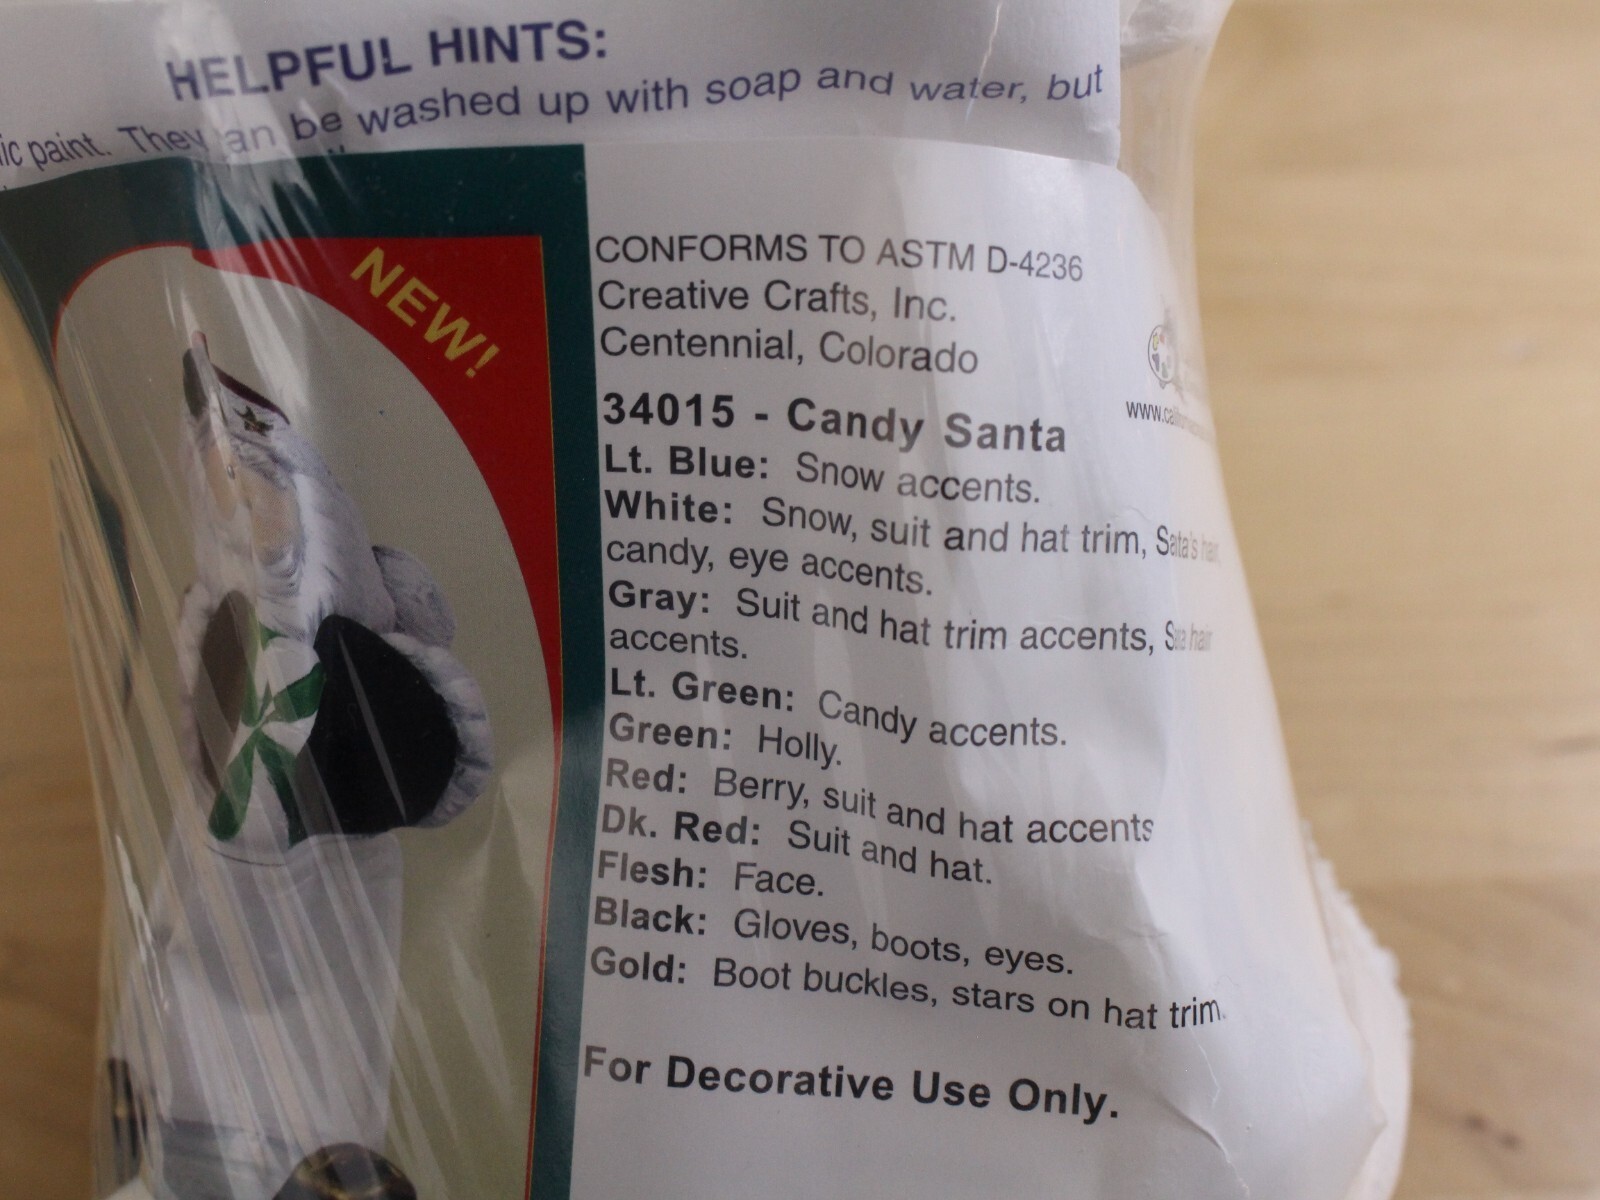 HELPFUL HINTS:
paint. They can be washed up with soap and water, but
NEW!
CONFORMS TO ASTM D-4236
Creative Crafts, Inc.
Centennial, Colorado
34015 - Candy Santa
Lt. Blue: Snow accents.
White: Snow, suit and hat trim, Santa's hair,
candy, eye accents.
Gray: Suit and hat trim accents, hair
accents.
Lt. Green: Candy accents.
Green: Holly.
Red: Berry, suit and hat accents
Dk. Red: Suit and hat.
Flesh: Face.
Black: Gloves, boots, eyes.
Gold: Boot buckles, stars on hat trim.
For Decorative Use Only.